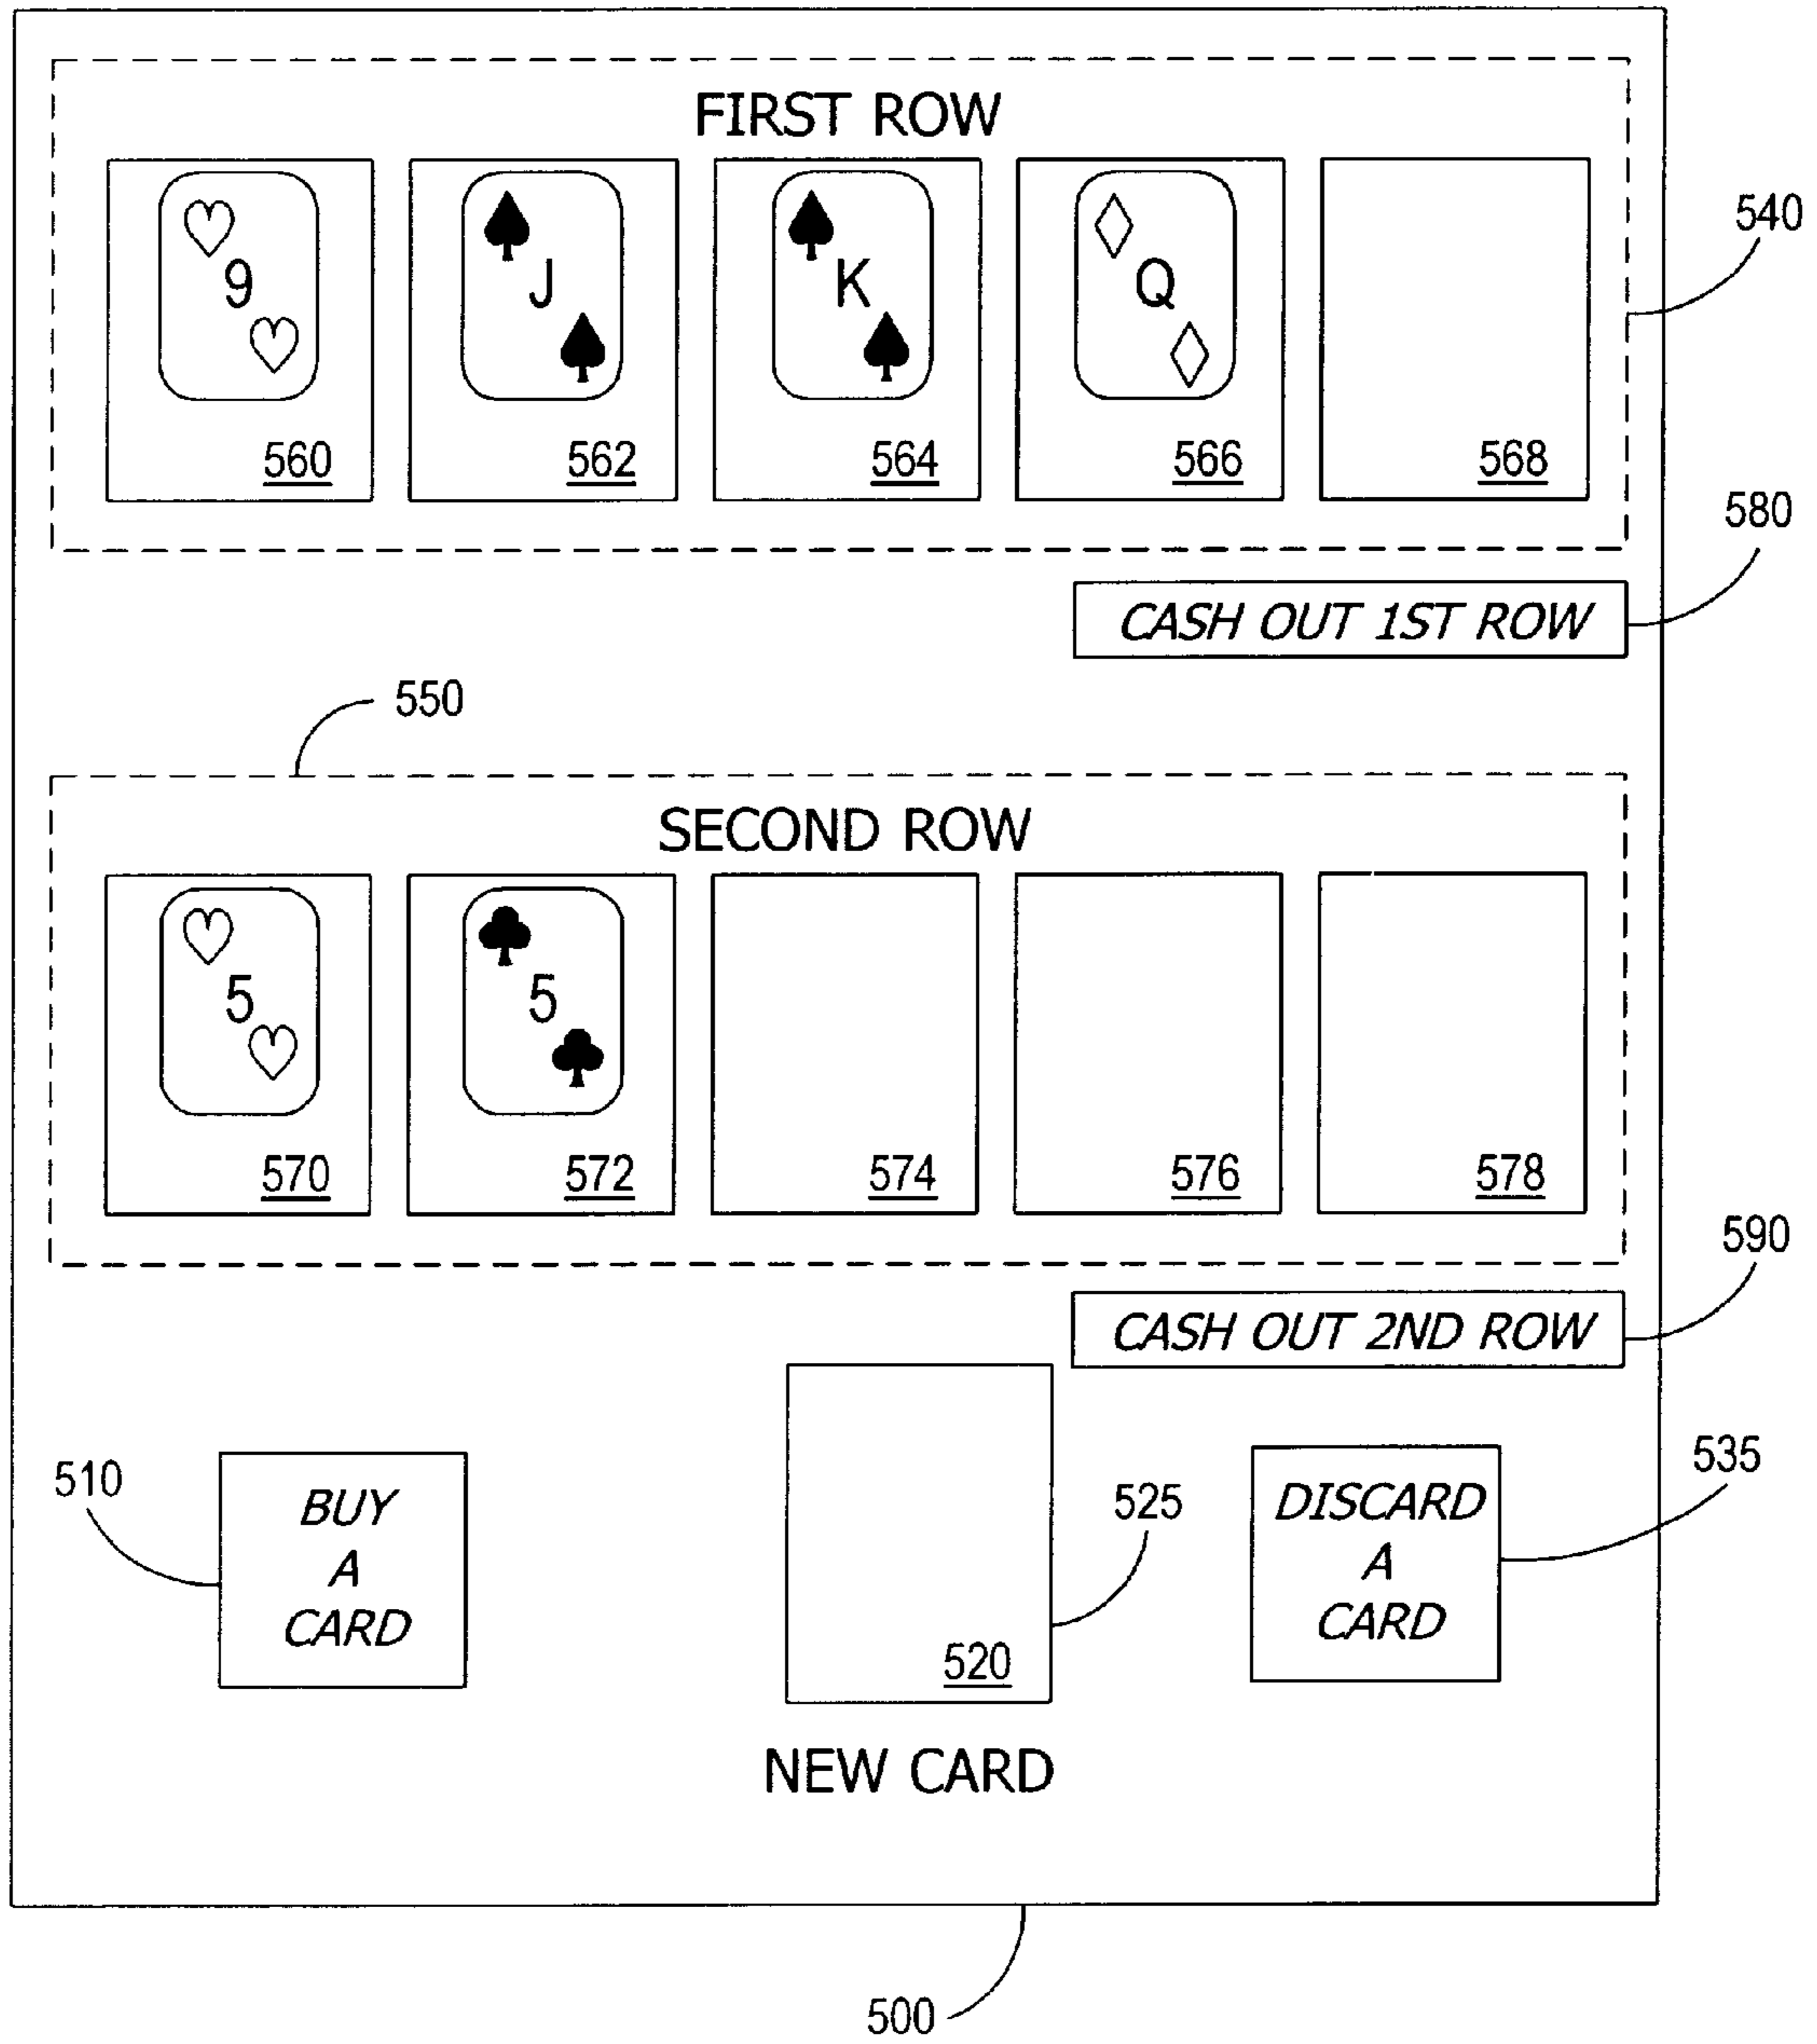 FIRST ROW
9
J
K
Q
560
562
564
566
568
540
580
CASH OUT 1ST ROW
550
SECOND ROW
5
5
570
572
574
576
578
590
CASH OUT 2ND ROW
510
BUY
A
CARD
525
520
535
DISCARD
A
CARD
NEW CARD
500